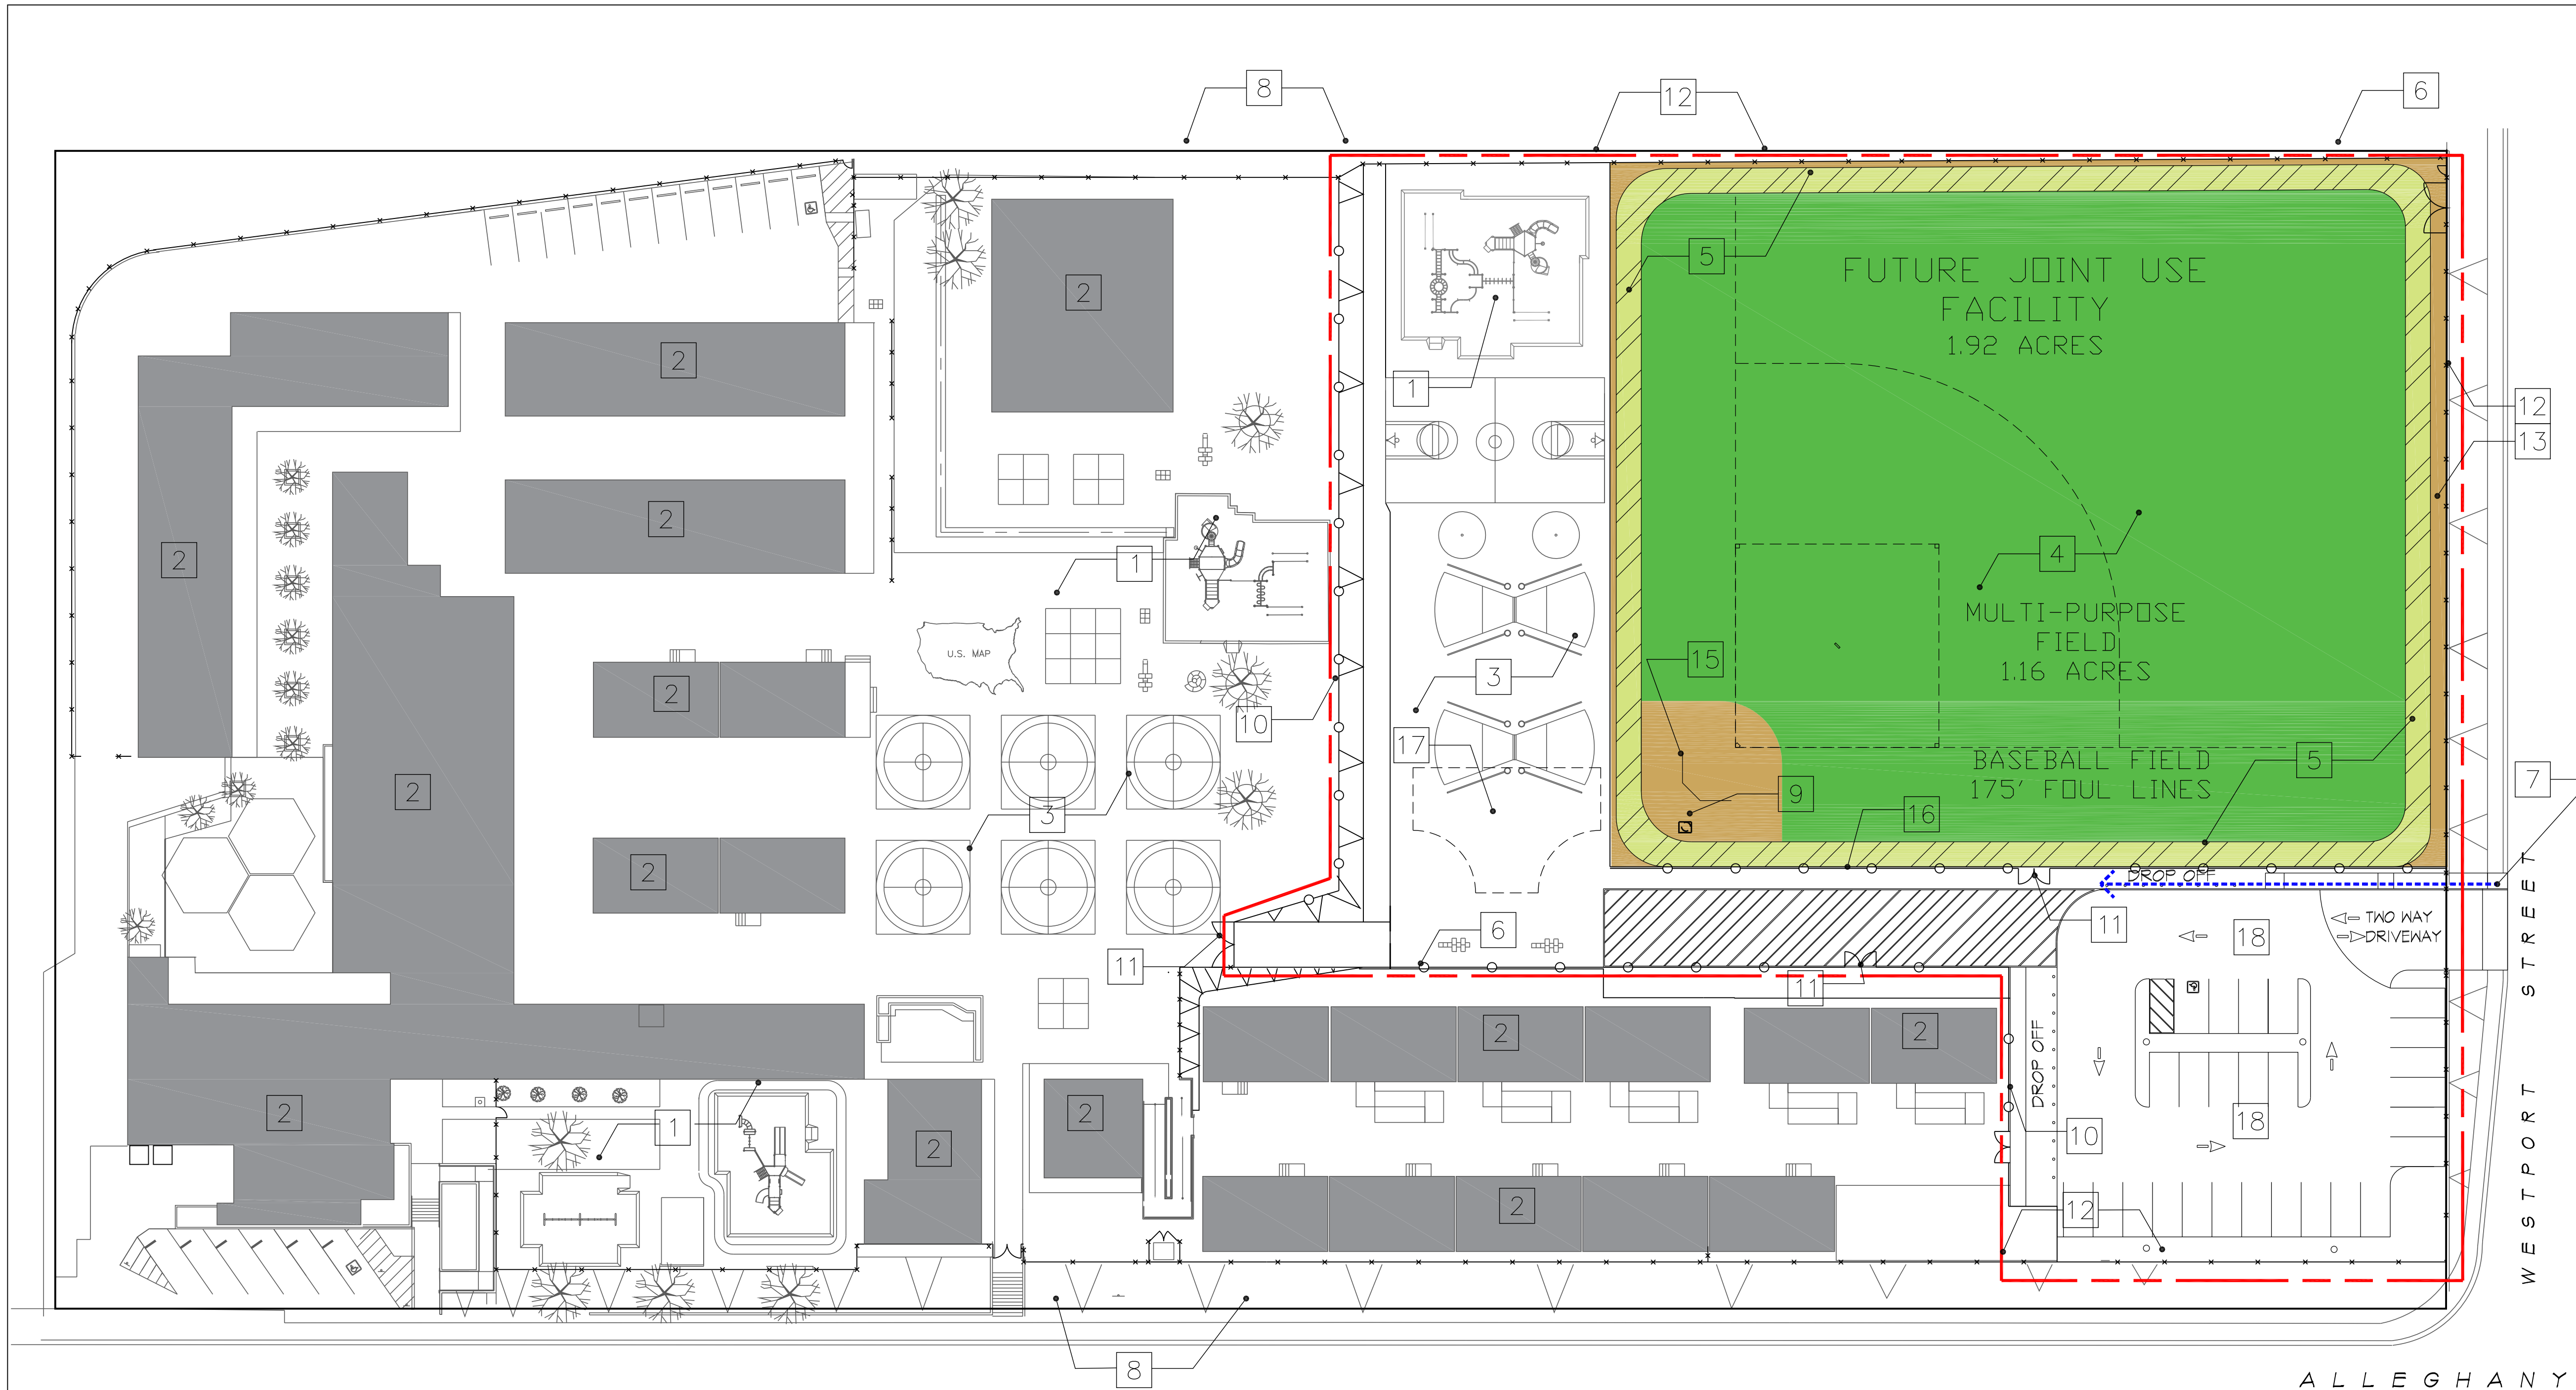 8
12
6
2
5
FUTURE JOINT USE
FACILITY
1.92 ACRES
2
1
12
13
2
2
1
4
MULTI-PURPOSE
FIELD
1.16 ACRES
U.S. MAP
15
3
2
10
17
BASEBALL FIELD
175' FOUL LINES
5
7
2
3
9
16
2
DROP OFF
TWO WAY
DRIVEWAY
11
6
18
11
11
2
2
DROP OFF
2
1
2
2
10
18
2
12
WESTPORT STREET
8
ALLEGHANY